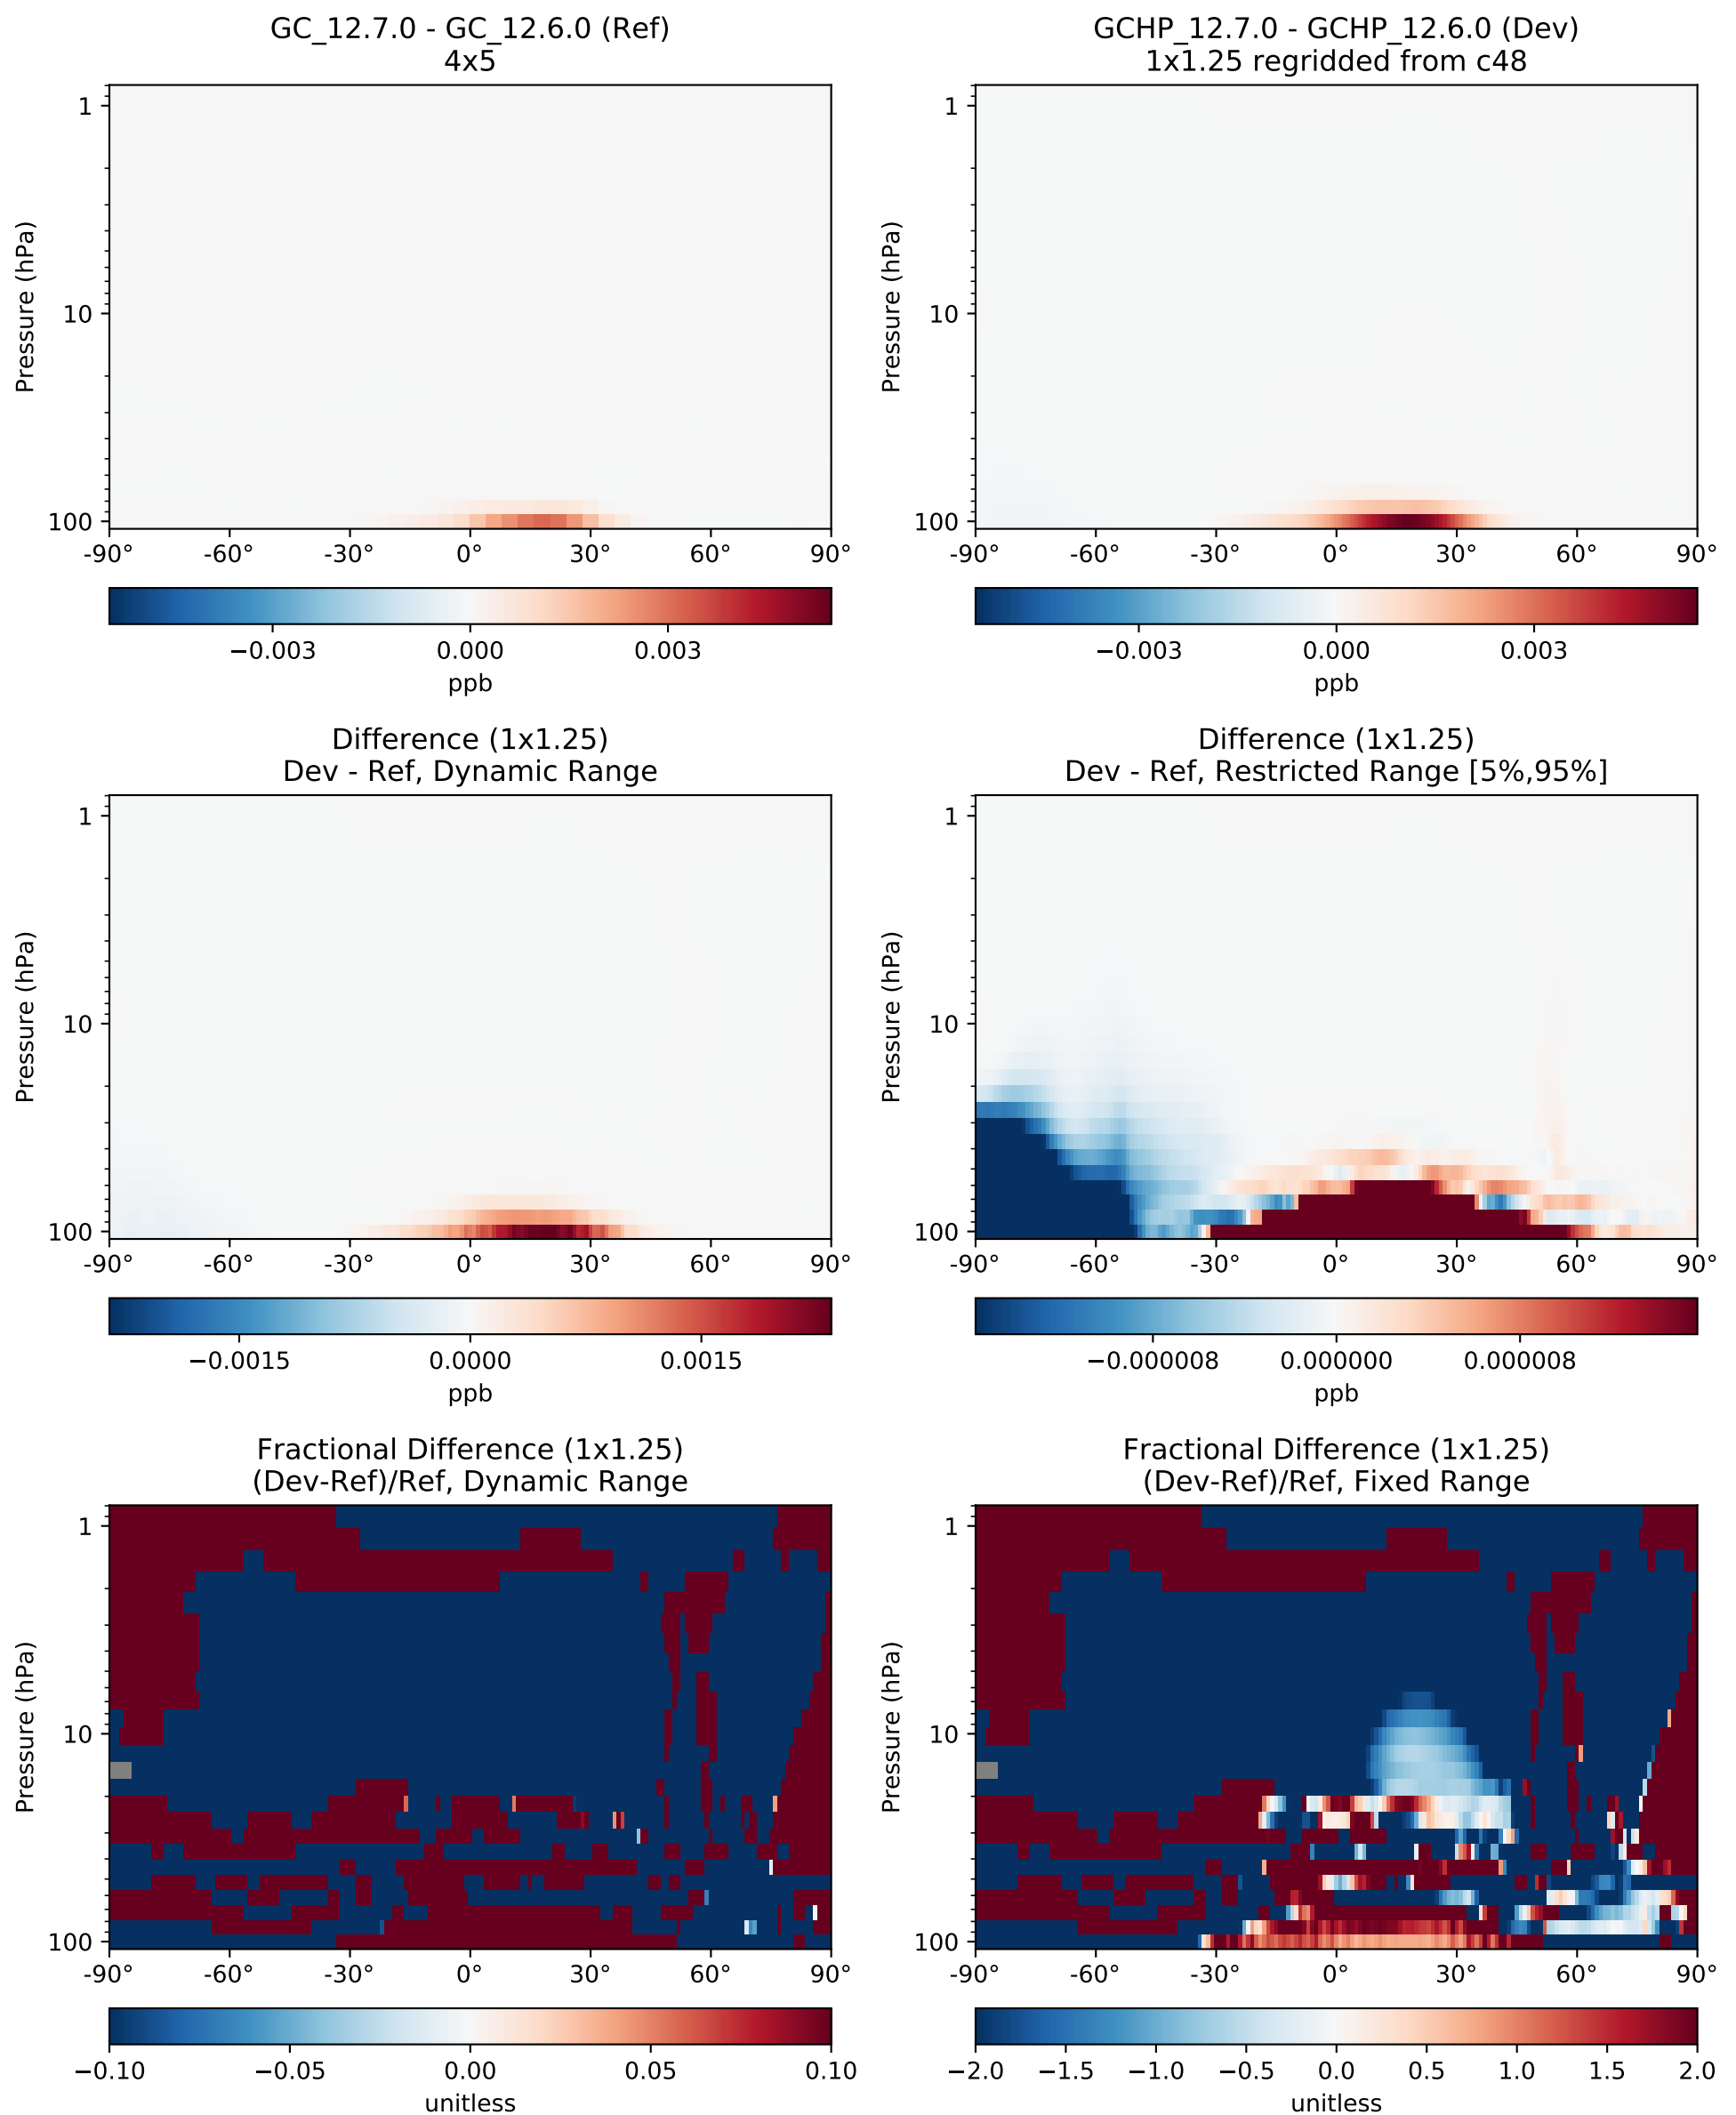 GC_12.7.0 - GC_12.6.0 (Ref)
4x5
Pressure (hPa)
1
10
100
-90° -60° -30° 0° 30° 60° 90°
−0.003 0.000 0.003
ppb
GCHP_12.7.0 - GCHP_12.6.0 (Dev)
1x1.25 regridded from c48
Pressure (hPa)
1
10
100
-90° -60° -30° 0° 30° 60° 90°
−0.003 0.000 0.003
ppb
Difference (1x1.25)
Dev - Ref, Dynamic Range
Pressure (hPa)
1
10
100
-90° -60° -30° 0° 30° 60° 90°
−0.0015 0.0000 0.0015
ppb
Difference (1x1.25)
Dev - Ref, Restricted Range [5%,95%]
Pressure (hPa)
1
10
100
-90° -60° -30° 0° 30° 60° 90°
−0.000008 0.000000 0.000008
ppb
Fractional Difference (1x1.25)
(Dev-Ref)/Ref, Dynamic Range
Pressure (hPa)
1
10
100
-90° -60° -30° 0° 30° 60° 90°
−0.10 −0.05 0.00 0.05 0.10
unitless
Fractional Difference (1x1.25)
(Dev-Ref)/Ref, Fixed Range
Pressure (hPa)
1
10
100
-90° -60° -30° 0° 30° 60° 90°
−2.0 −1.5 −1.0 −0.5 0.0 0.5 1.0 1.5 2.0
unitless